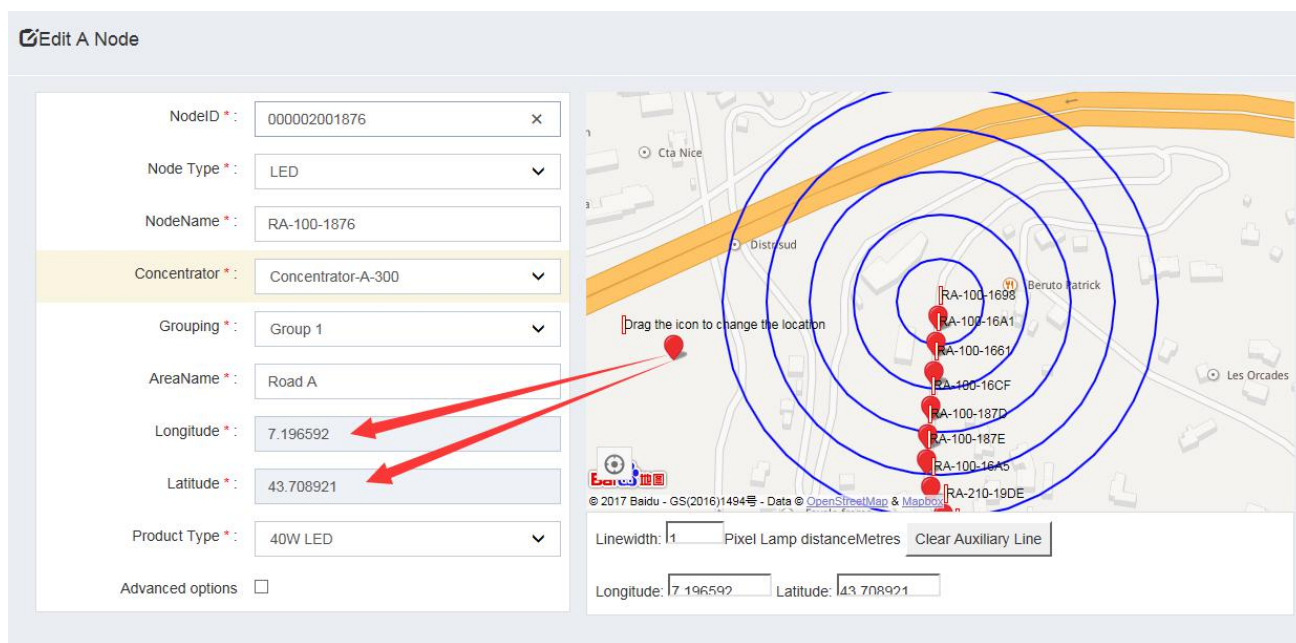 Edit A Node
NodeID * :
000002001876
×
Node Type * :
LED
NodeName * :
RA-100-1876
Concentrator * :
Concentrator-A-300
Grouping * :
Group 1
AreaName * :
Road A
Longitude * :
7.196592
Latitude * :
43.708921
Product Type * :
40W LED
Advanced options
Cta Nice
Distrisud
Beruto Patrick
RA-100-1698
Drag the icon to change the location
RA-100-16A1
RA-100-1661
Les Orcades
RA-100-16CF
RA-100-187D
RA-100-187E
RA-100-16A5
RA-210-19DE
地图
© 2017 Baidu - GS(2016)1494号 - Data © OpenStreetMap & Mapbox
Linewidth: 1 Pixel Lamp distanceMetres Clear Auxiliary Line
Longitude: 7.196592 Latitude: 43.708921